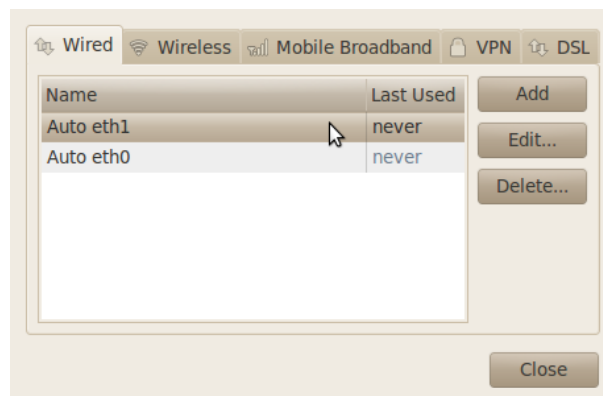 Wired Wireless Mobile Broadband VPN DSL
Name Last Used
Auto eth1 never
Auto eth0 never
Add
Edit...
Delete...
Close